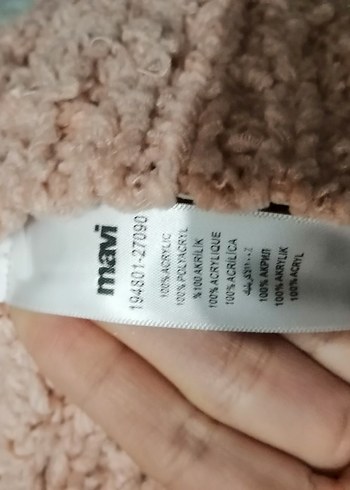 mavi
194801-27090
100% ACRYLIC
100% POLYACRYL
%100 AKRİLİK
100% ACRYLIQUE
100% ACRILICA
100% АКРИЛ
100% AKRYLIK
100% ACRYL